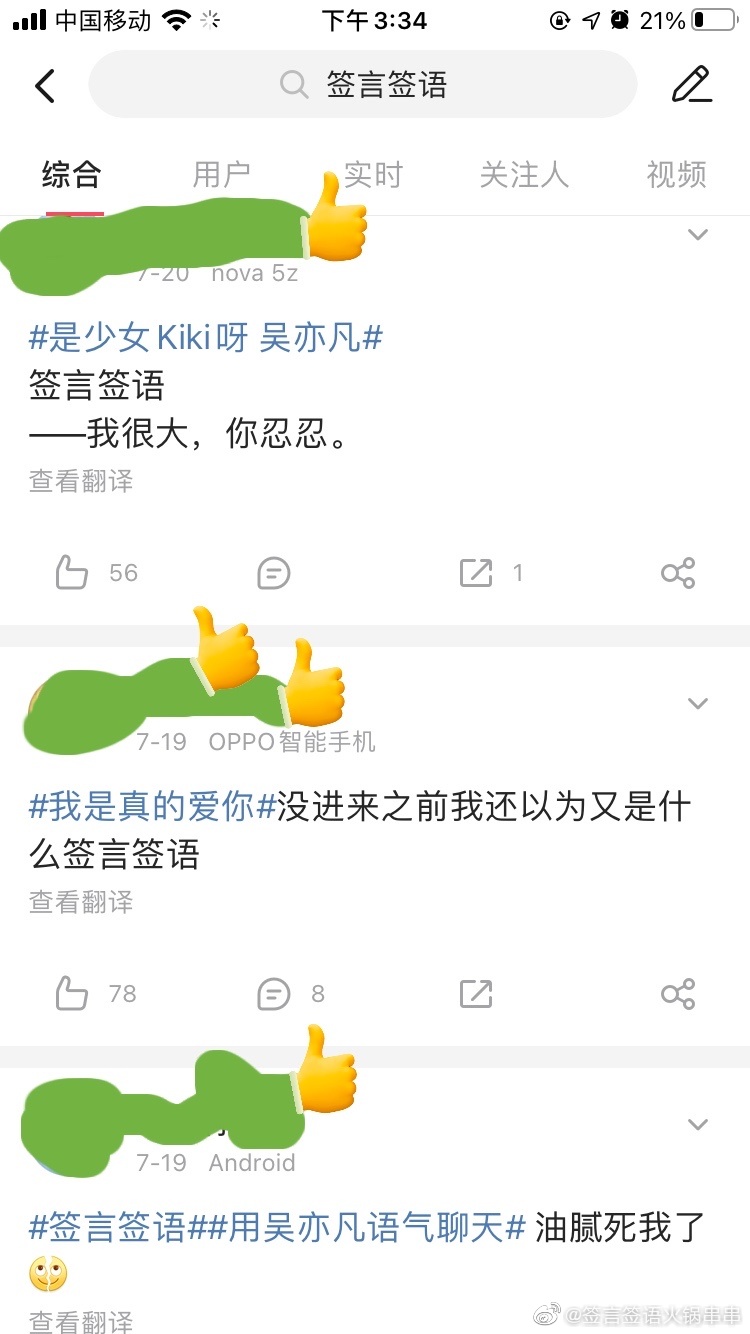 中国移动 下午3:34 21%
签言签语
综合 用户 实时 关注人 视频
7-20 nova 5z
#是少女Kiki呀 吴亦凡#
签言签语
——我很大，你忍忍。
查看翻译
56 1
7-19 OPPO智能手机
#我是真的爱你#没进来之前我还以为又是什
么签言签语
查看翻译
78 8
7-19 Android
#签言签语##用吴亦凡语气聊天# 油腻死我了
查看翻译
@签言签语火锅串串